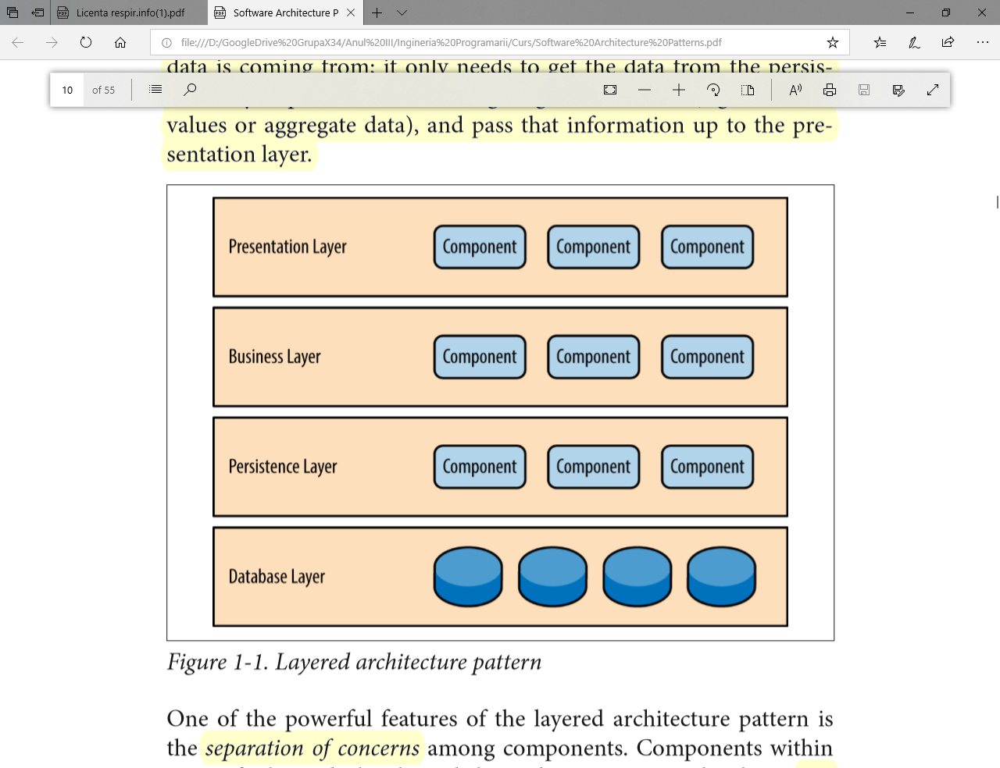 Licenta respir.info(1).pdf
Software Architecture P
file:///D:/GoogleDrive%20GrupaX34/Anul%20III/Ingineria%20Programarii/Curs/Software%20Architecture%20Patterns.pdf
data is coming from; it only needs to get the data from the persis-
10 of 55
values or aggregate data), and pass that information up to the pre-
sentation layer.
Presentation Layer Component Component Component
Business Layer Component Component Component
Persistence Layer Component Component Component
Database Layer
Figure 1-1. Layered architecture pattern
One of the powerful features of the layered architecture pattern is
the separation of concerns among components. Components within